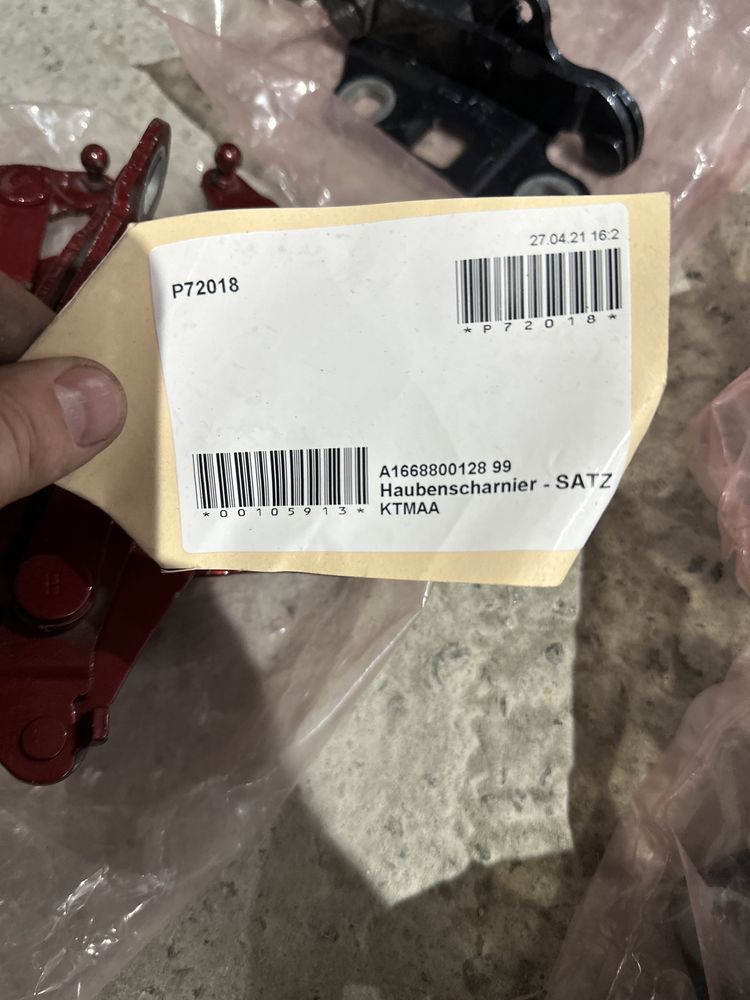 27.04.21 16:2
P72018
*P72018*
A1668800128 99
Haubenscharnier - SATZ
*00105913*
KTMAA
H